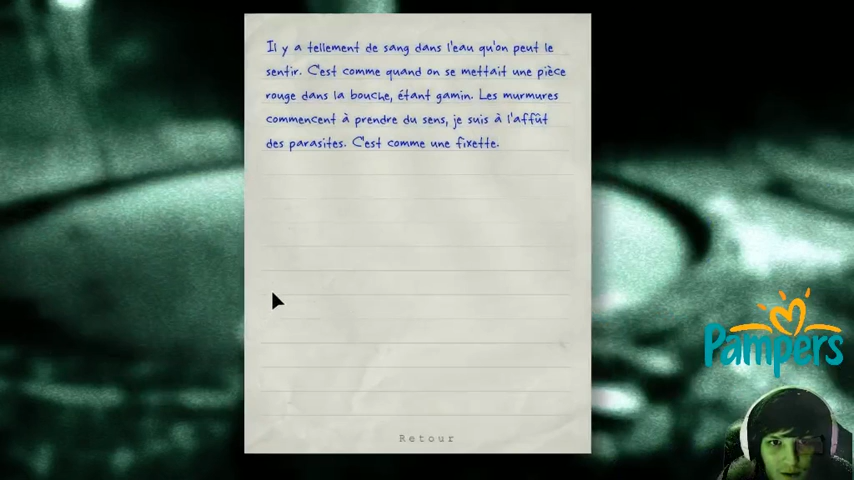 Il y a tellement de sang dans l'eau qu'on peut le
sentir. C'est comme quand on se mettait une pièce
rouge dans la bouche, étant gamin. Les murmures
commencent à prendre du sens, je suis à l'affût
des parasites. C'est comme une fixette.
Retour
Pampers